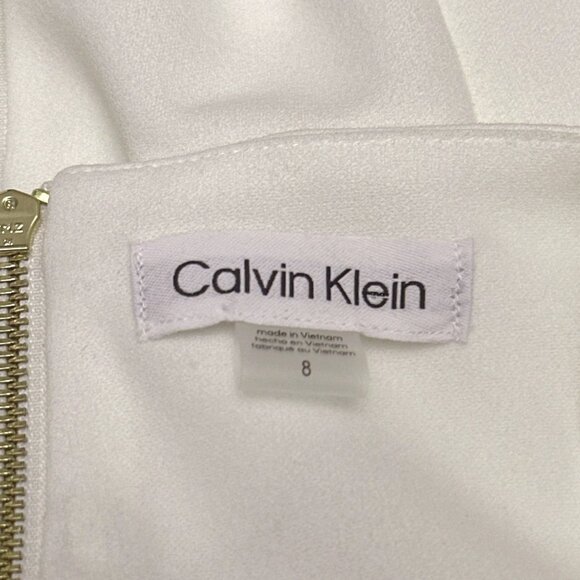 Calvin Klein
made in Vietnam
hecho en Vietnam
fabriqué au Vietnam
8